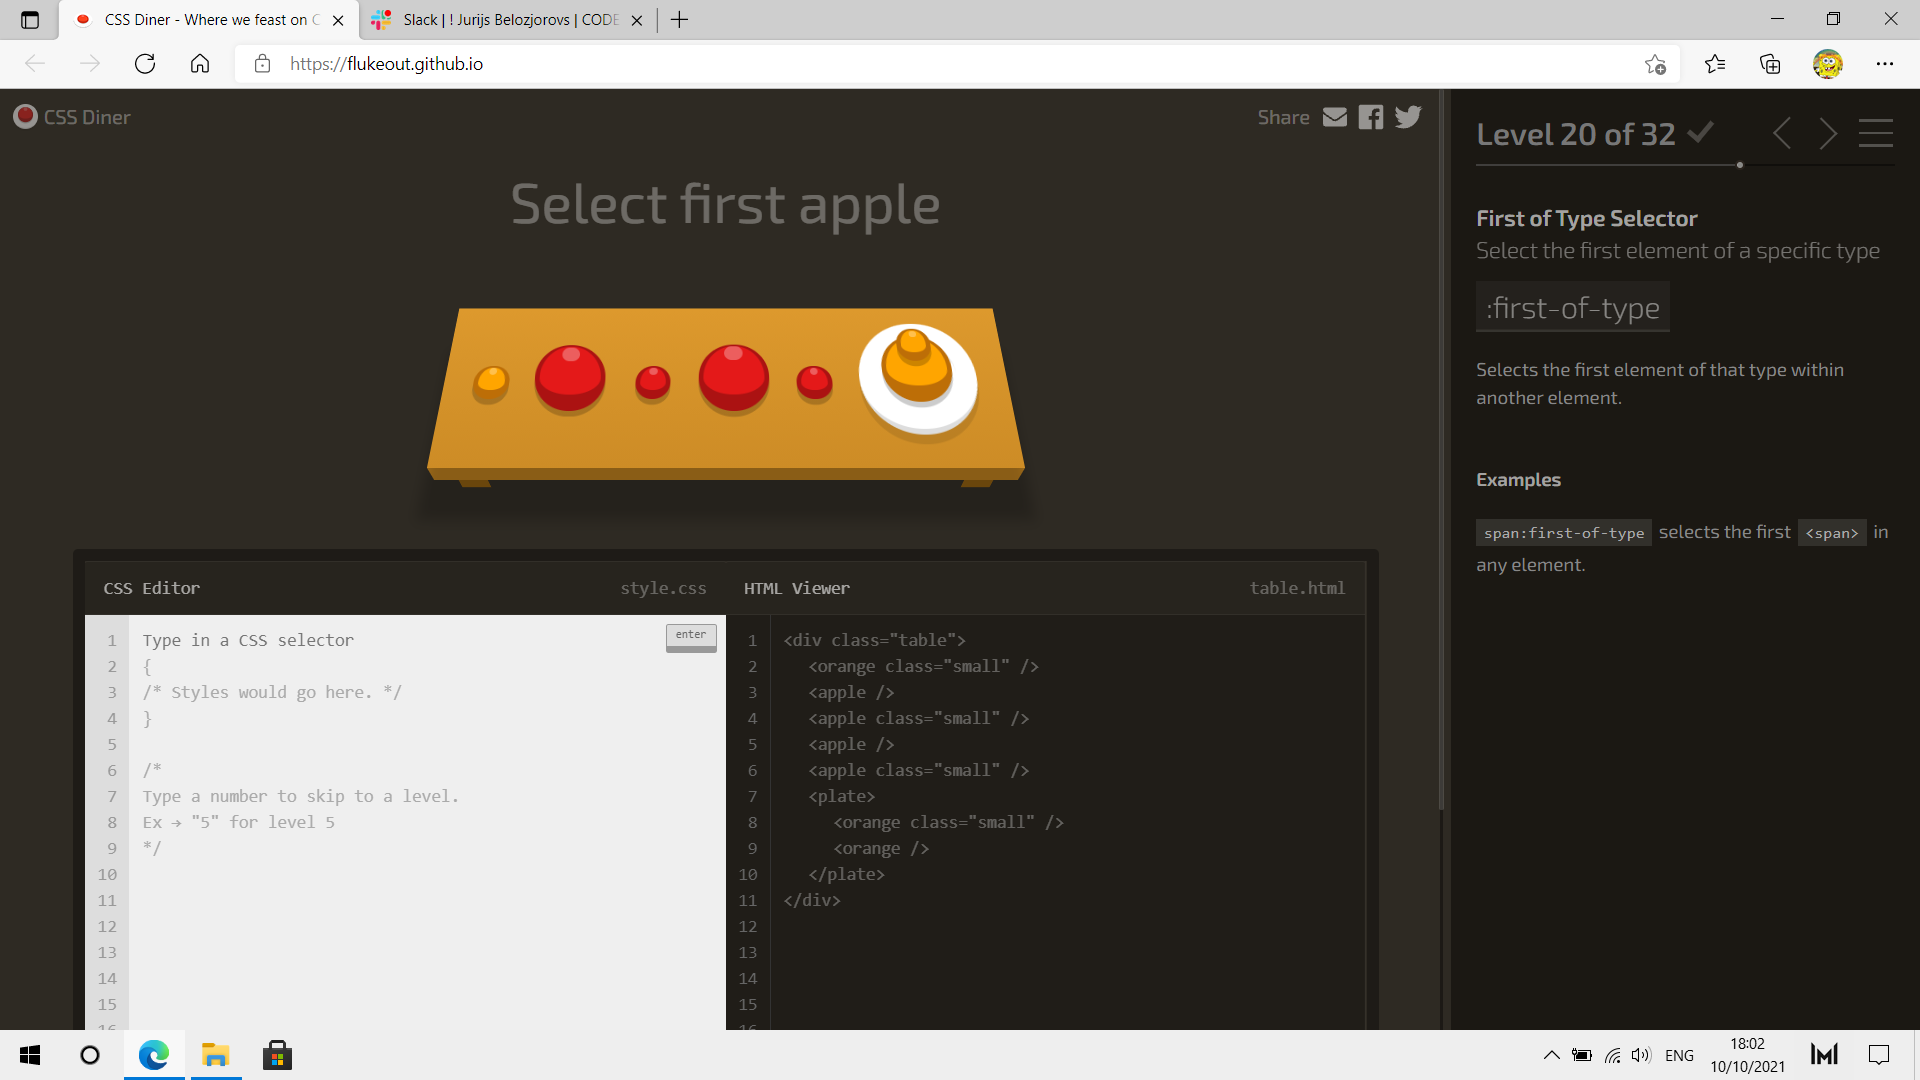 CSS Diner - Where we feast on C
Slack | ! Jurijs Belozjorovs | CODE
https://flukeout.github.io
CSS Diner
Share
Select first apple
CSS Editor
style.css
1 Type in a CSS selector
enter
2 {
3 /* Styles would go here. */
4 }
5
6 /*
7 Type a number to skip to a level.
8 Ex → "5" for level 5
9 */
10
11
12
13
14
15
16
HTML Viewer
table.html
1 <div class="table">
2 <orange class="small" />
3 <apple />
4 <apple class="small" />
5 <apple />
6 <apple class="small" />
7 <plate>
8 <orange class="small" />
9 <orange />
10 </plate>
11 </div>
12
13
14
15
16
Level 20 of 32
First of Type Selector
Select the first element of a specific type
:first-of-type
Selects the first element of that type within
another element.
Examples
span:first-of-type selects the first <span> in
any element.
ENG
18:02
10/10/2021